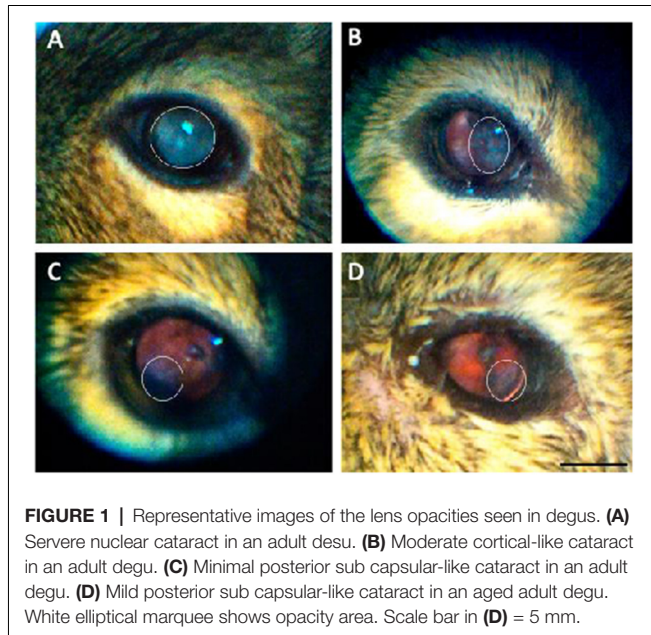 A
B
C
D
FIGURE 1 | Representative images of the lens opacities seen in degus. (A)
Servere nuclear cataract in an adult desu. (B) Moderate cortical-like cataract
in an adult degu. (C) Minimal posterior sub capsular-like cataract in an adult
degu. (D) Mild posterior sub capsular-like cataract in an aged adult degu.
White elliptical marquee shows opacity area. Scale bar in (D) = 5 mm.